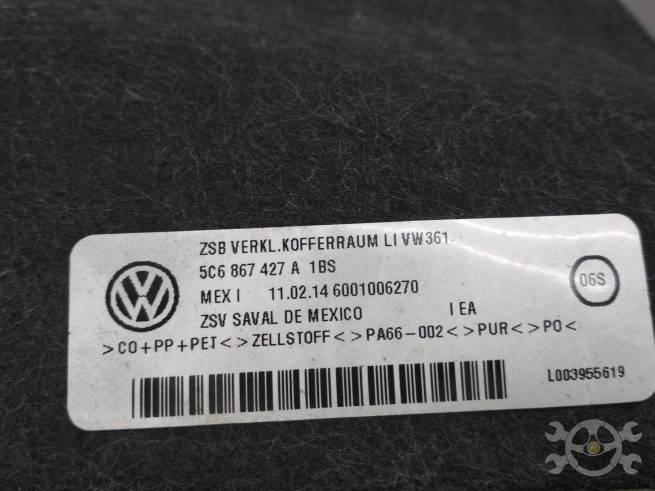 ZSB VERKL.KOFFERRAUM LI VW361.
5C6 867 427 A 1BS
MEX I 11.02.14 6001006270
06S
ZSV SAVAL DE MEXICO I EA
>CO+PP+PET<>ZELLSTOFF<>PA66-002<>PUR<>PO<
L003955619